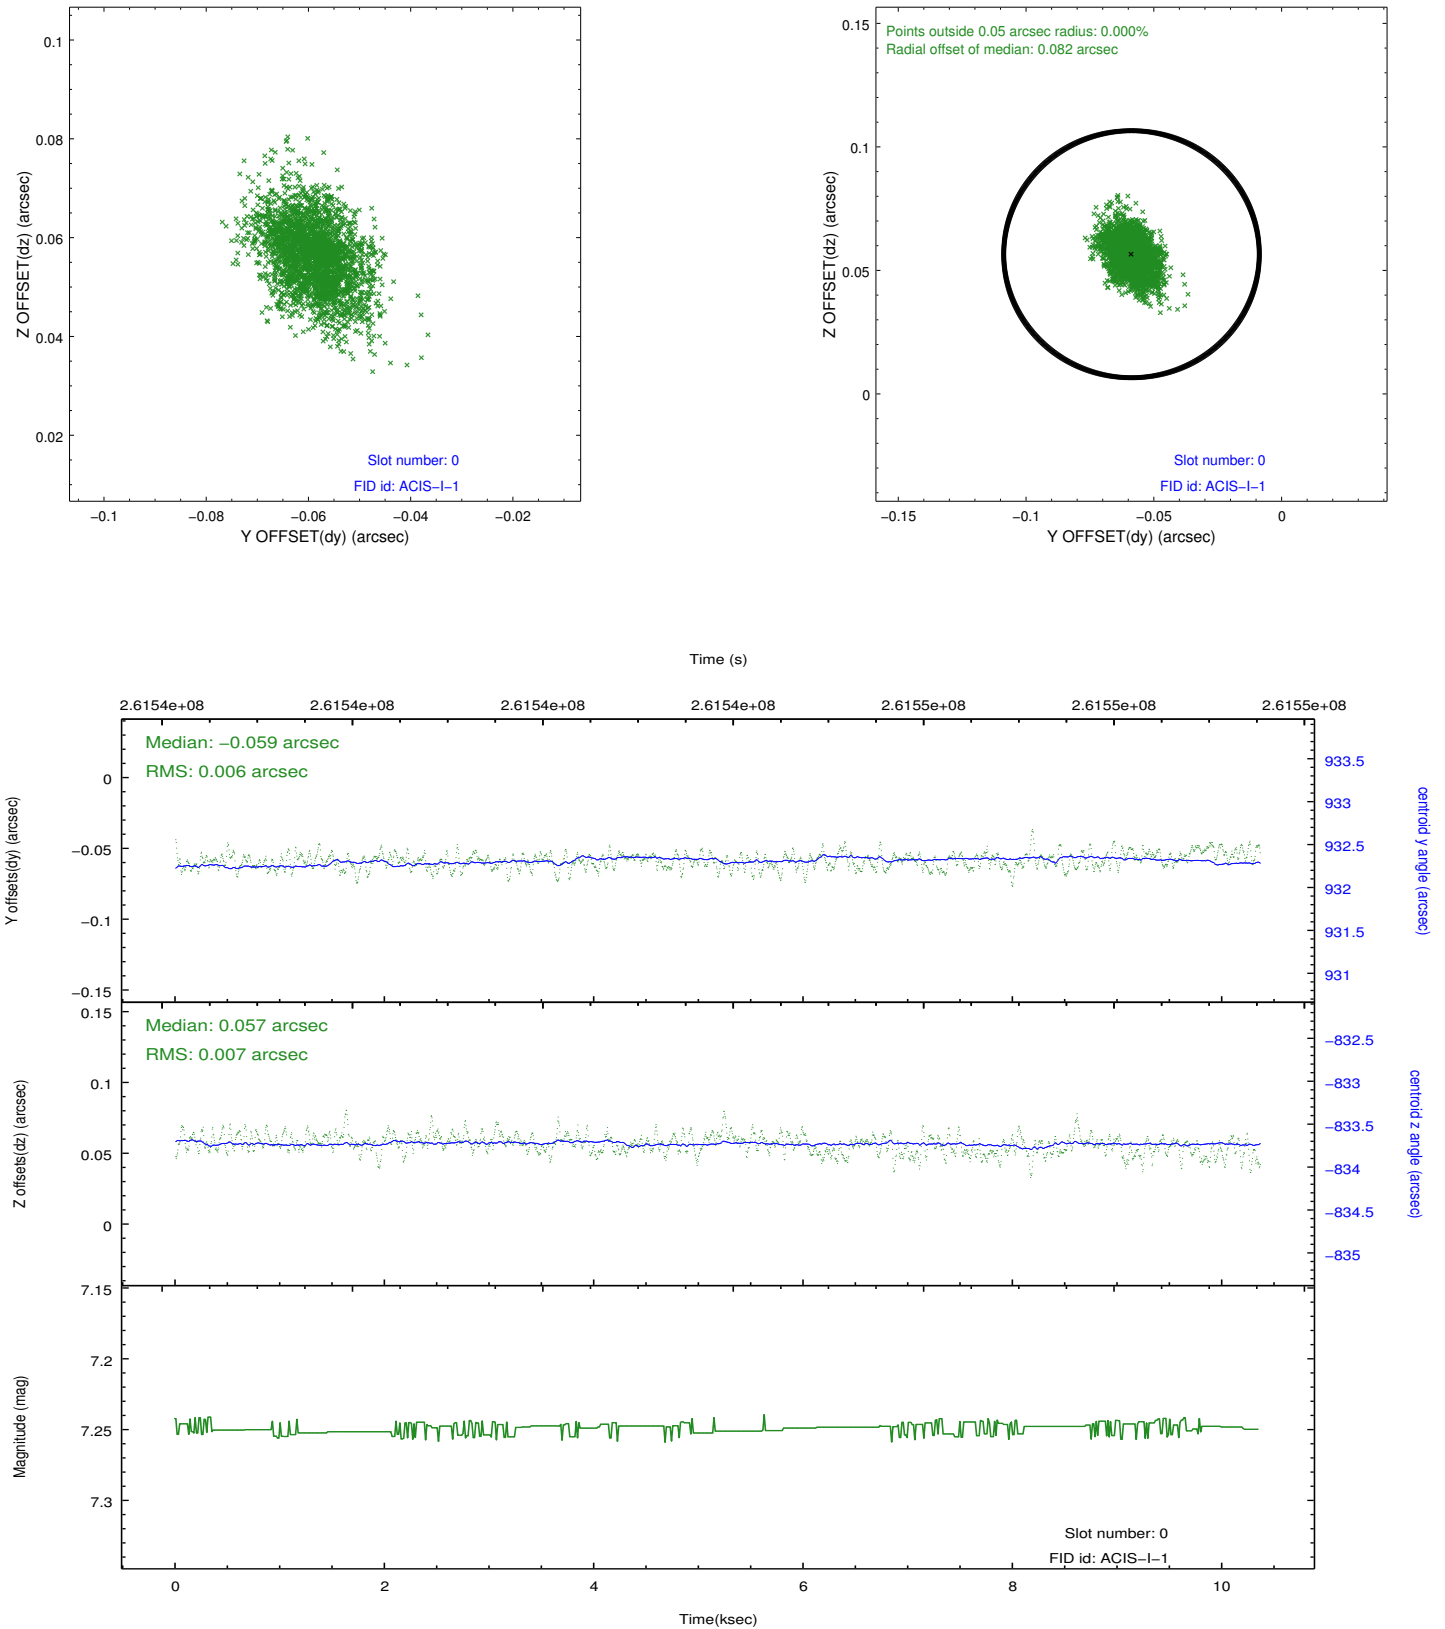 0.1
0.08
0.06
0.04
0.02
Z OFFSET(dz) (arcsec)
Slot number: 0
FID id: ACIS−I−1
−0.1
−0.08
−0.06
−0.04
−0.02
Y OFFSET(dy) (arcsec)
Points outside 0.05 arcsec radius: 0.000%
Radial offset of median: 0.082 arcsec
0.15
0.1
0.05
0
Z OFFSET(dz) (arcsec)
Slot number: 0
FID id: ACIS−I−1
−0.15
−0.1
−0.05
0
Y OFFSET(dy) (arcsec)
Time (s)
2.6154e+08
2.6154e+08
2.6154e+08
2.6154e+08
2.6155e+08
2.6155e+08
2.6155e+08
Median: −0.059 arcsec
RMS: 0.006 arcsec
0
−0.05
−0.1
−0.15
Y offsets(dy) (arcsec)
933.5
933
932.5
932
931.5
931
centroid y angle (arcsec)
Median: 0.057 arcsec
RMS: 0.007 arcsec
0.15
0.1
0.05
0
Z offsets(dz) (arcsec)
−832.5
−833
−833.5
−834
−834.5
−835
centroid z angle (arcsec)
7.15
7.2
7.25
7.3
Magnitude (mag)
Slot number: 0
FID id: ACIS−I−1
0
2
4
6
8
10
Time(ksec)